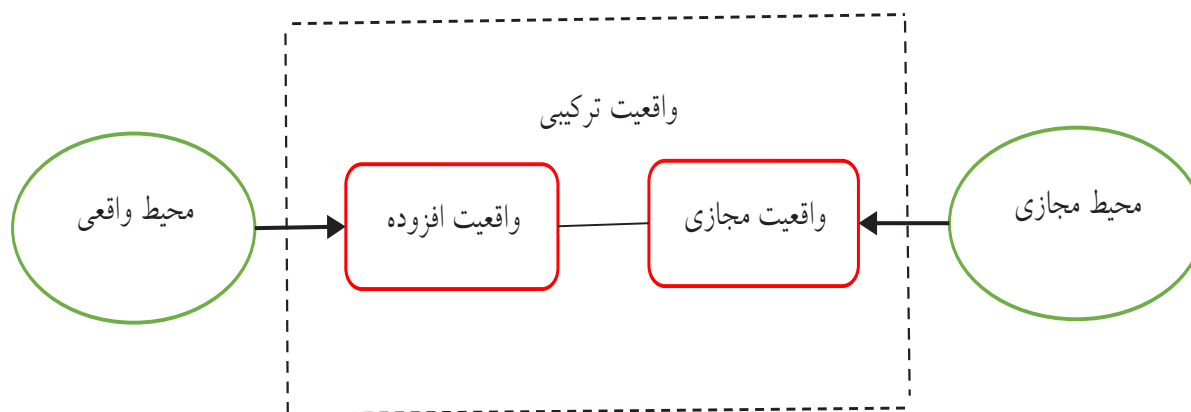 واقعیت ترکیبی
محیط مجازی
واقعیت مجازی
واقعیت افزوده
محیط واقعی